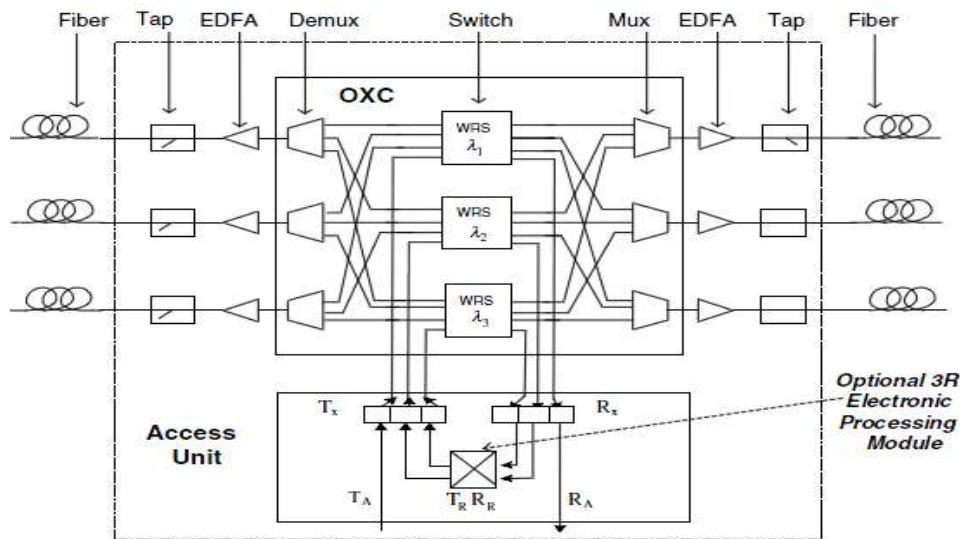 Fiber Tap EDFA Demux Switch Mux EDFA Tap Fiber
OXC
WRS
λ1
WRS
λ2
WRS
λ3
Optional 3R
Electronic
Processing
Module
Tx
Rx
Access
Unit
TA
TR RR
RA